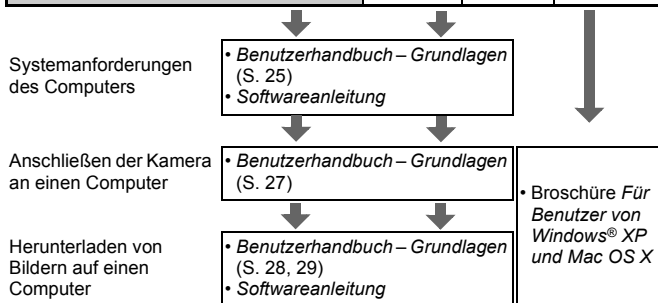 Systemanforderungen
des Computers
• Benutzerhandbuch – Grundlagen
(S. 25)
• Softwareanleitung
Anschließen der Kamera
an einen Computer
• Benutzerhandbuch – Grundlagen
(S. 27)
• Broschüre Für
Benutzer von
Windows® XP
und Mac OS X
Herunterladen von
Bildern auf einen
Computer
• Benutzerhandbuch – Grundlagen
(S. 28, 29)
• Softwareanleitung